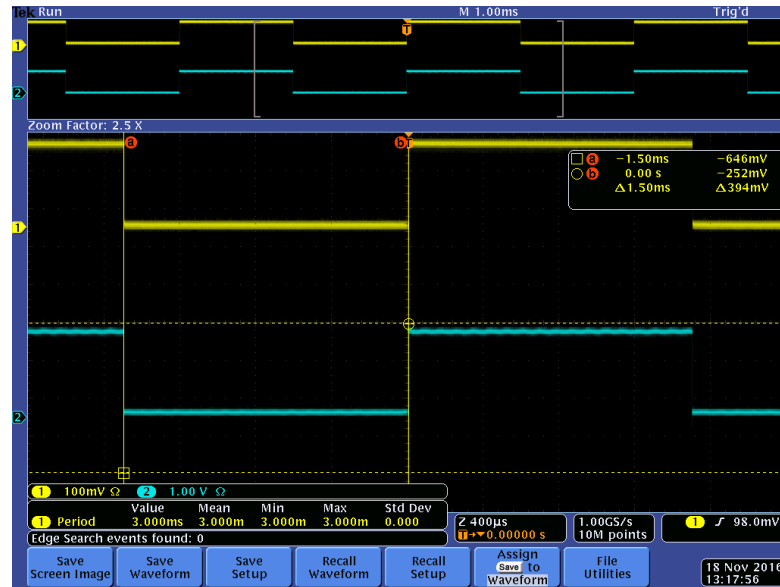 Tek Run M 1.00ms Trig'd
T
1
2
Zoom Factor: 2.5 X
a b T
a -1.50ms -646mV
b 0.00 s -252mV
Δ1.50ms Δ394mV
1
2
1 100mV Ω 2 1.00 V Ω
Value Mean Min Max Std Dev
1 Period 3.000ms 3.000m 3.000m 3.000m 0.000
Edge Search events found: 0
Z 400µs
T→▼0.00000 s
1.00GS/s
10M points
1 98.0mV
Save Screen Image
Save Waveform
Save Setup
Recall Waveform
Recall Setup
Assign Save to Waveform
File Utilities
13:17:56